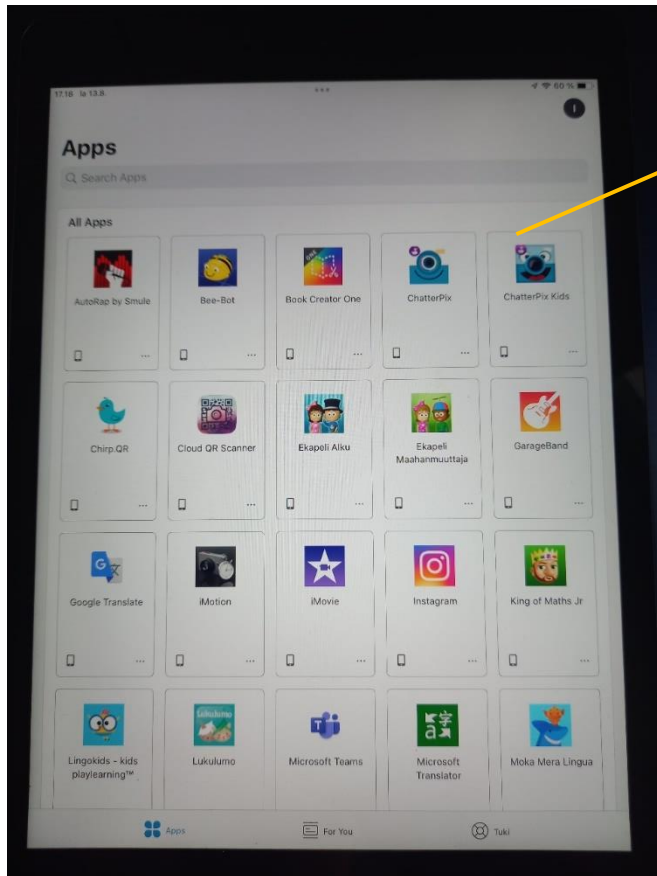 17.16 la 13.8.
60 %
I
Apps
Search Apps
All Apps
AutoRap by Smule
Bee-Bot
Book Creator One
ChatterPix
ChatterPix Kids
Chirp.QR
Cloud QR Scanner
Ekapeli Alku
Ekapeli
Maahanmuuttaja
GarageBand
Google Translate
iMotion
iMovie
Instagram
King of Maths Jr
Lukulumo
Lingokids - kids
playlearning™
Lukulumo
Microsoft Teams
Microsoft
Translator
Moka Mera Lingua
Apps
For You
Tuki